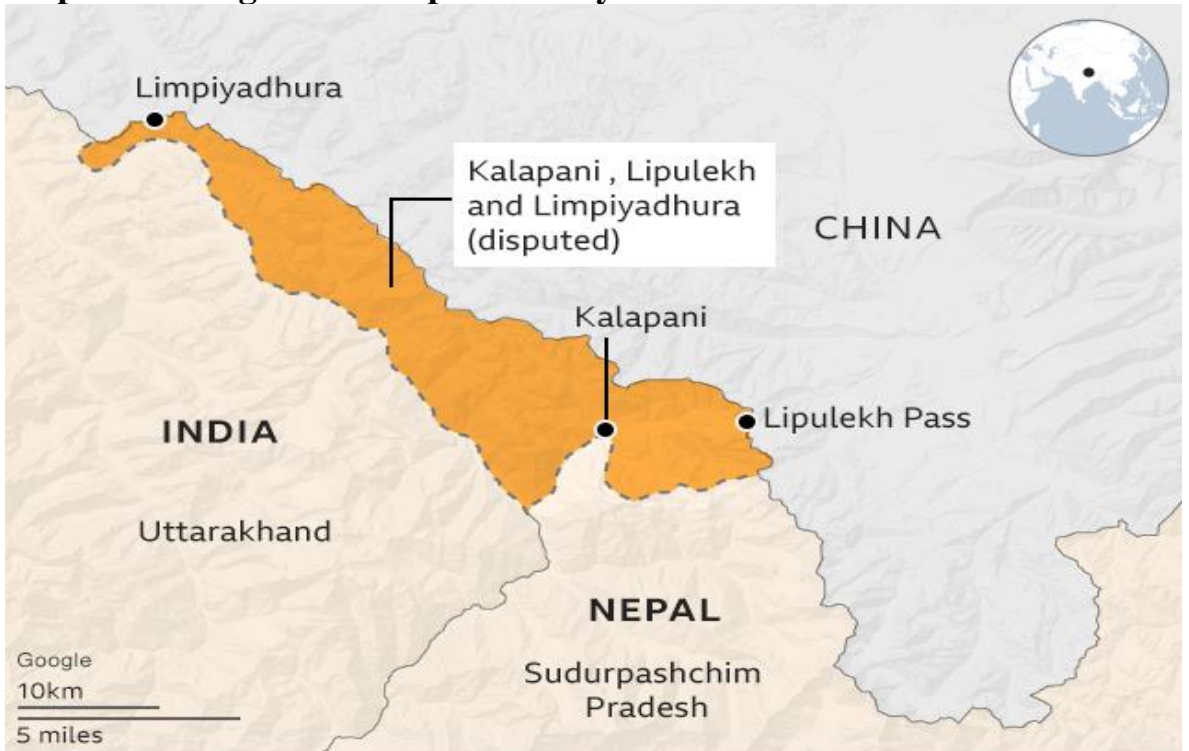 Limpiyadhura
Kalapani , Lipulekh
and Limpiyadhura
(disputed)
CHINA
Kalapani
Lipulekh Pass
INDIA
Uttarakhand
NEPAL
Sudurpashchim
Pradesh
Google
10km
5 miles